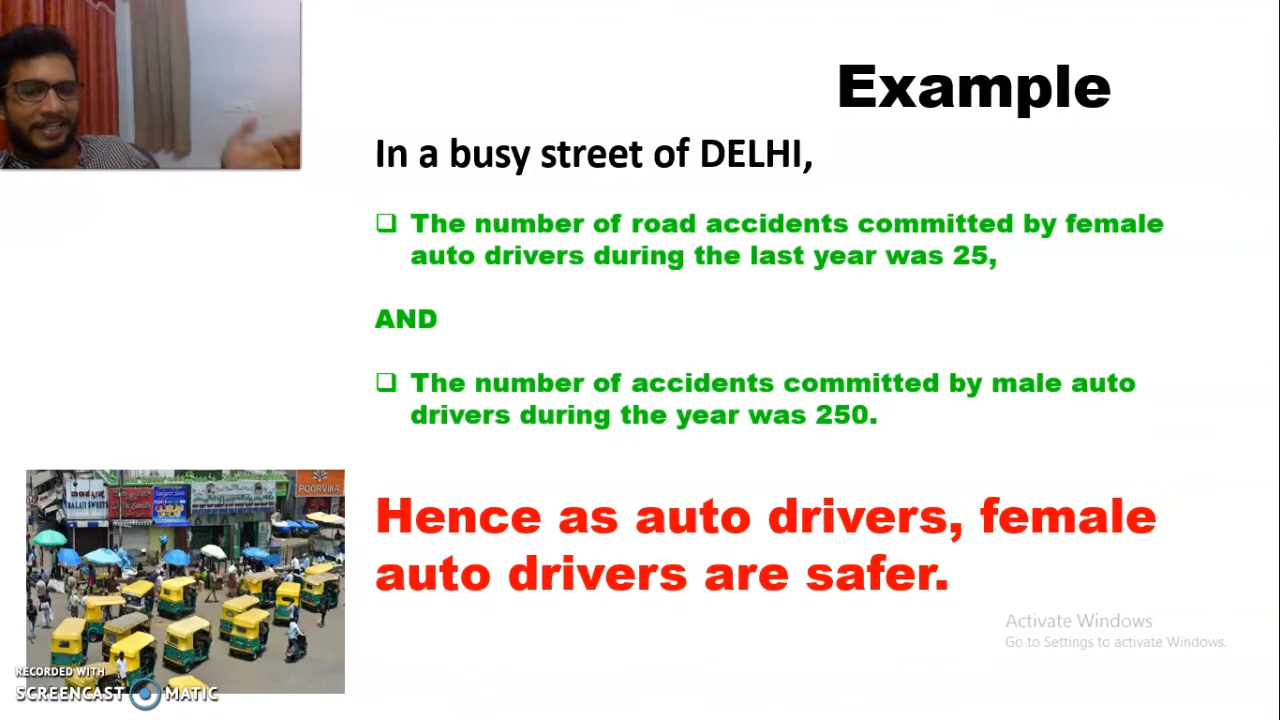 Example
In a busy street of DELHI,
❑ The number of road accidents committed by female
auto drivers during the last year was 25,
AND
❑ The number of accidents committed by male auto
drivers during the year was 250.
Hence as auto drivers, female
auto drivers are safer.
POORVIKA
Activate Windows
Go to Settings to activate Windows.
RECORDED WITH
SCREENCAST MATIC